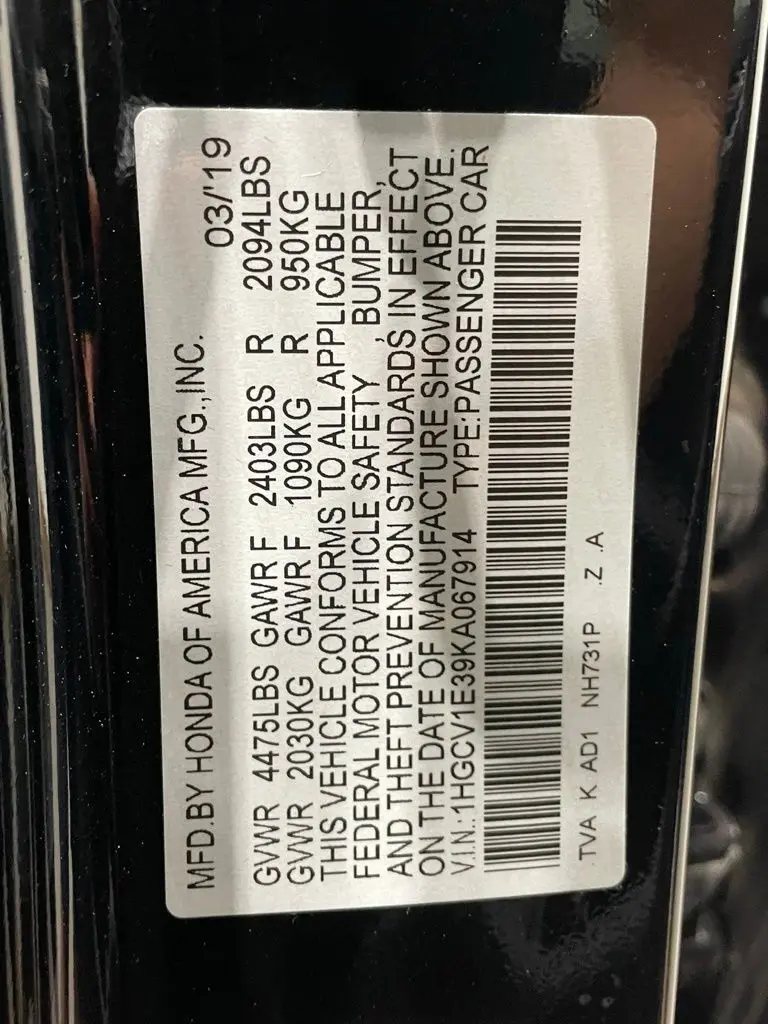 MFD.BY HONDA OF AMERICA MFG.,INC.
03/'19
GVWR 4475LBS GAWR F 2403LBS R 2094LBS
GVWR 2030KG GAWR F 1090KG R 950KG
THIS VEHICLE CONFORMS TO ALL APPLICABLE
FEDERAL MOTOR VEHICLE SAFETY , BUMPER,
AND THEFT PREVENTION STANDARDS IN EFFECT
ON THE DATE OF MANUFACTURE SHOWN ABOVE.
V.I.N.:1HGCV1E39KA067914 TYPE:PASSENGER CAR
TVA K AD1 NH731P .Z .A